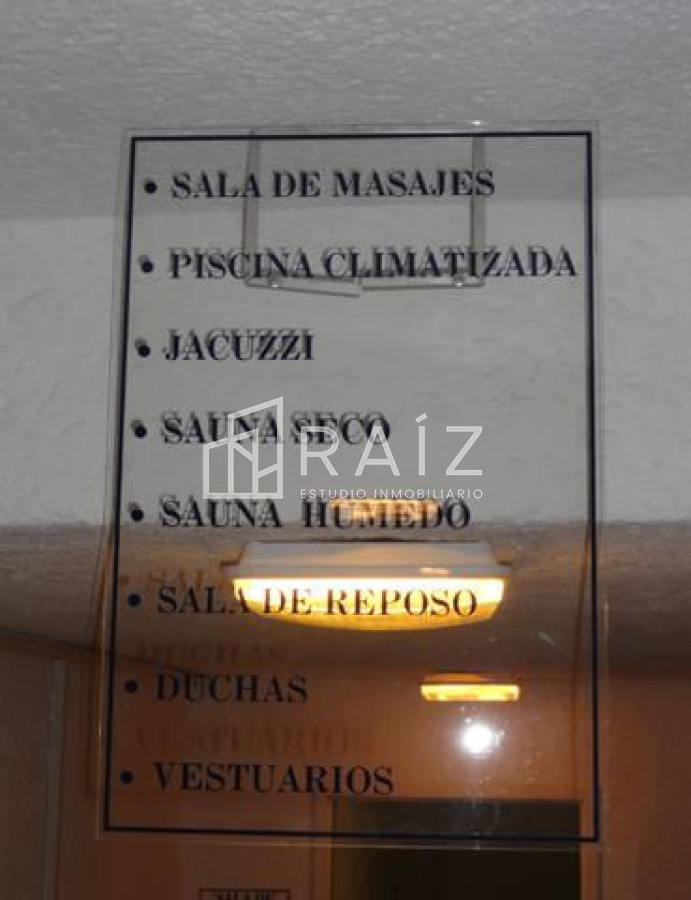 • SALA DE MASAJES
• PISCINA CLIMATIZADA
• JACUZZI
• SAUNA SECO
RAÍZ
ESTUDIO INMOBILIARIO
• SAUNA HUMEDO
• SALA DE REPOSO
• DUCHAS
• VESTUARIOS